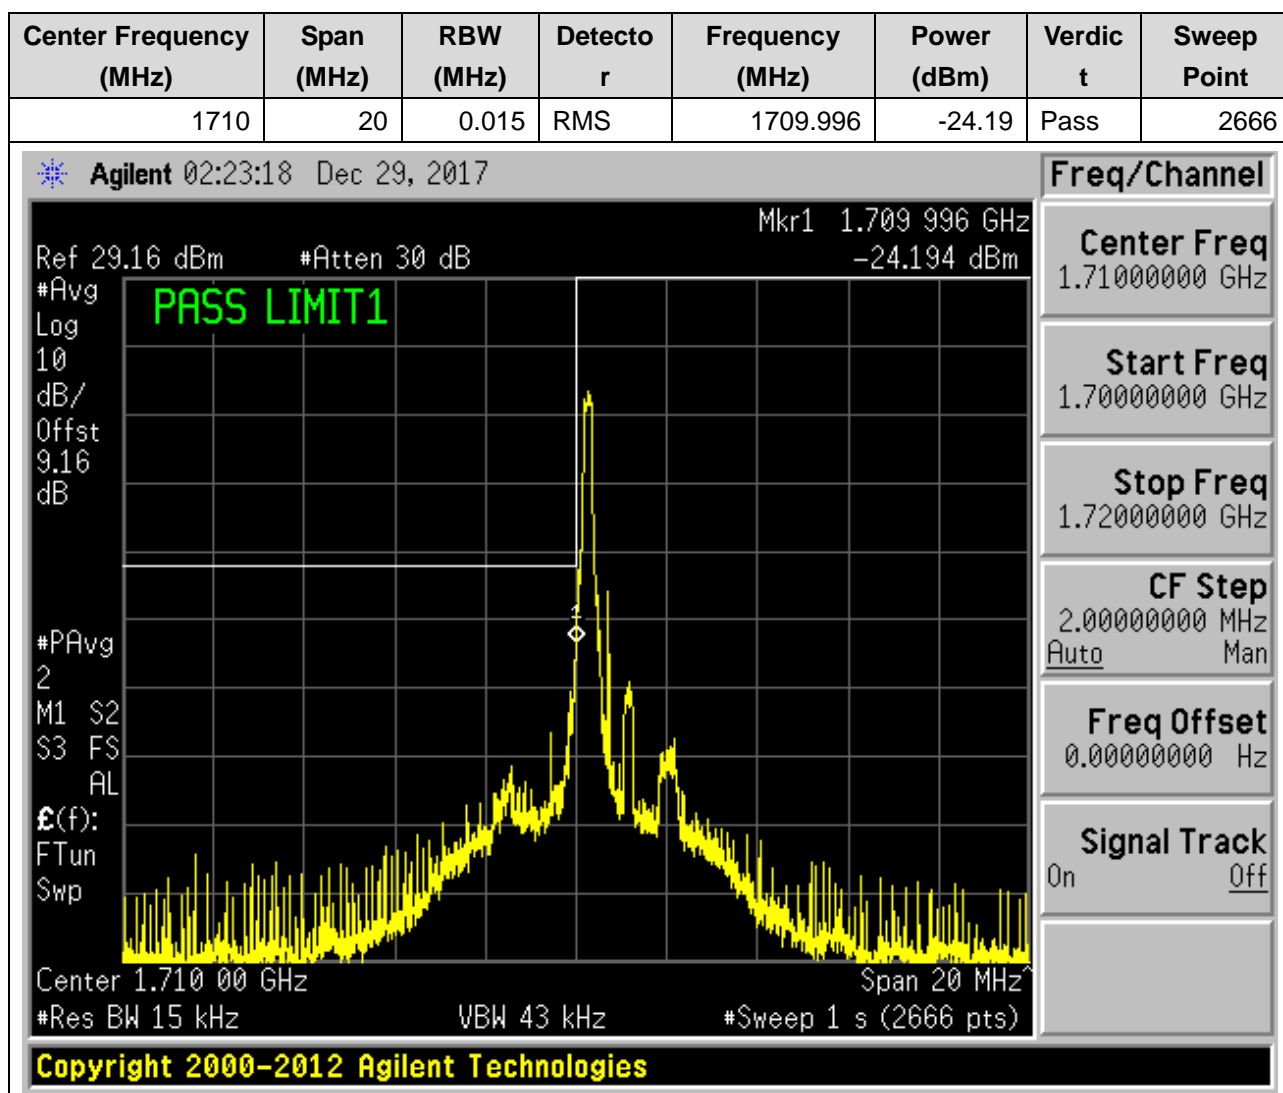 Center Frequency Span RBW Detecto Frequency Power Verdic Sweep
(MHz) (MHz) (MHz) r (MHz) (dBm) t Point
1710 20 0.015 RMS 1709.996 -24.19 Pass 2666
Agilent 02:23:18 Dec 29, 2017 Freq/Channel
Mkr1 1.709 996 GHz
Ref 29.16 dBm #Atten 30 dB -24.194 dBm
#Avg
Log
10
dB/
Offst
9.16
dB
PASS LIMIT1
1
#PAvg
2
M1 S2
S3 FS
AL
£(f):
FTun
Swp
Center 1.710 00 GHz Span 20 MHz^
#Res BW 15 kHz VBW 43 kHz #Sweep 1 s (2666 pts)
Center Freq
1.71000000 GHz
Start Freq
1.70000000 GHz
Stop Freq
1.72000000 GHz
CF Step
2.00000000 MHz
Auto Man
Freq Offset
0.00000000 Hz
Signal Track
On Off
Copyright 2000-2012 Agilent Technologies